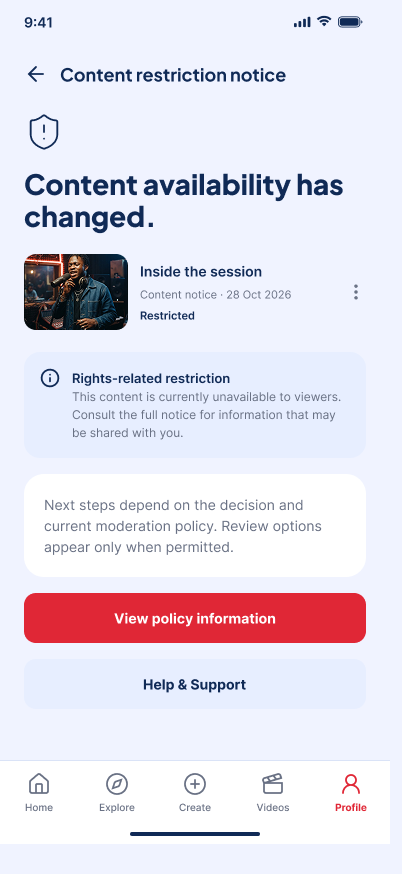 9:41
Content restriction notice
Content availability has
changed.
Inside the session
Content notice · 28 Oct 2026
Restricted
Rights-related restriction
This content is currently unavailable to viewers.
Consult the full notice for information that may
be shared with you.
Next steps depend on the decision and
current moderation policy. Review options
appear only when permitted.
View policy information
Help & Support
Home
Explore
Create
Videos
Profile